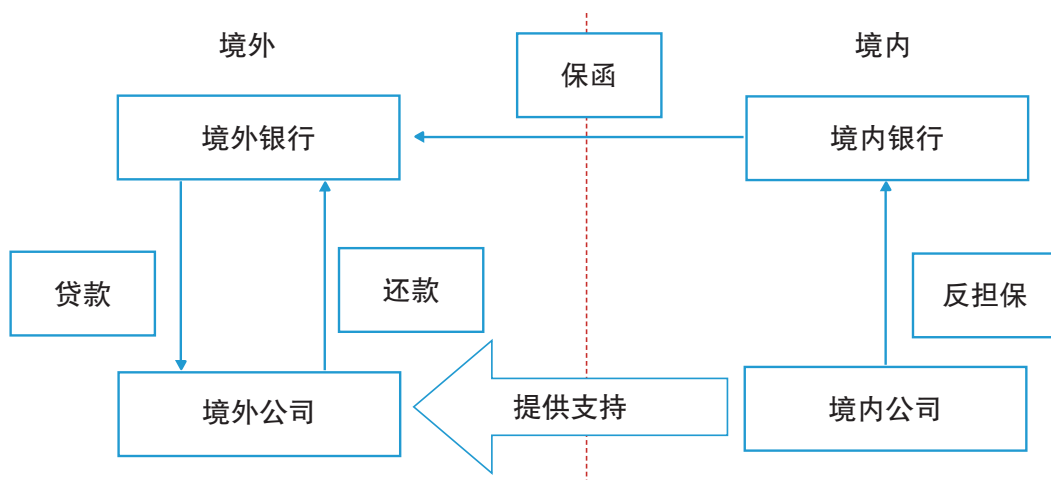 境外
境内
保函
境外银行
境内银行
贷款
还款
反担保
境外公司
提供支持
境内公司